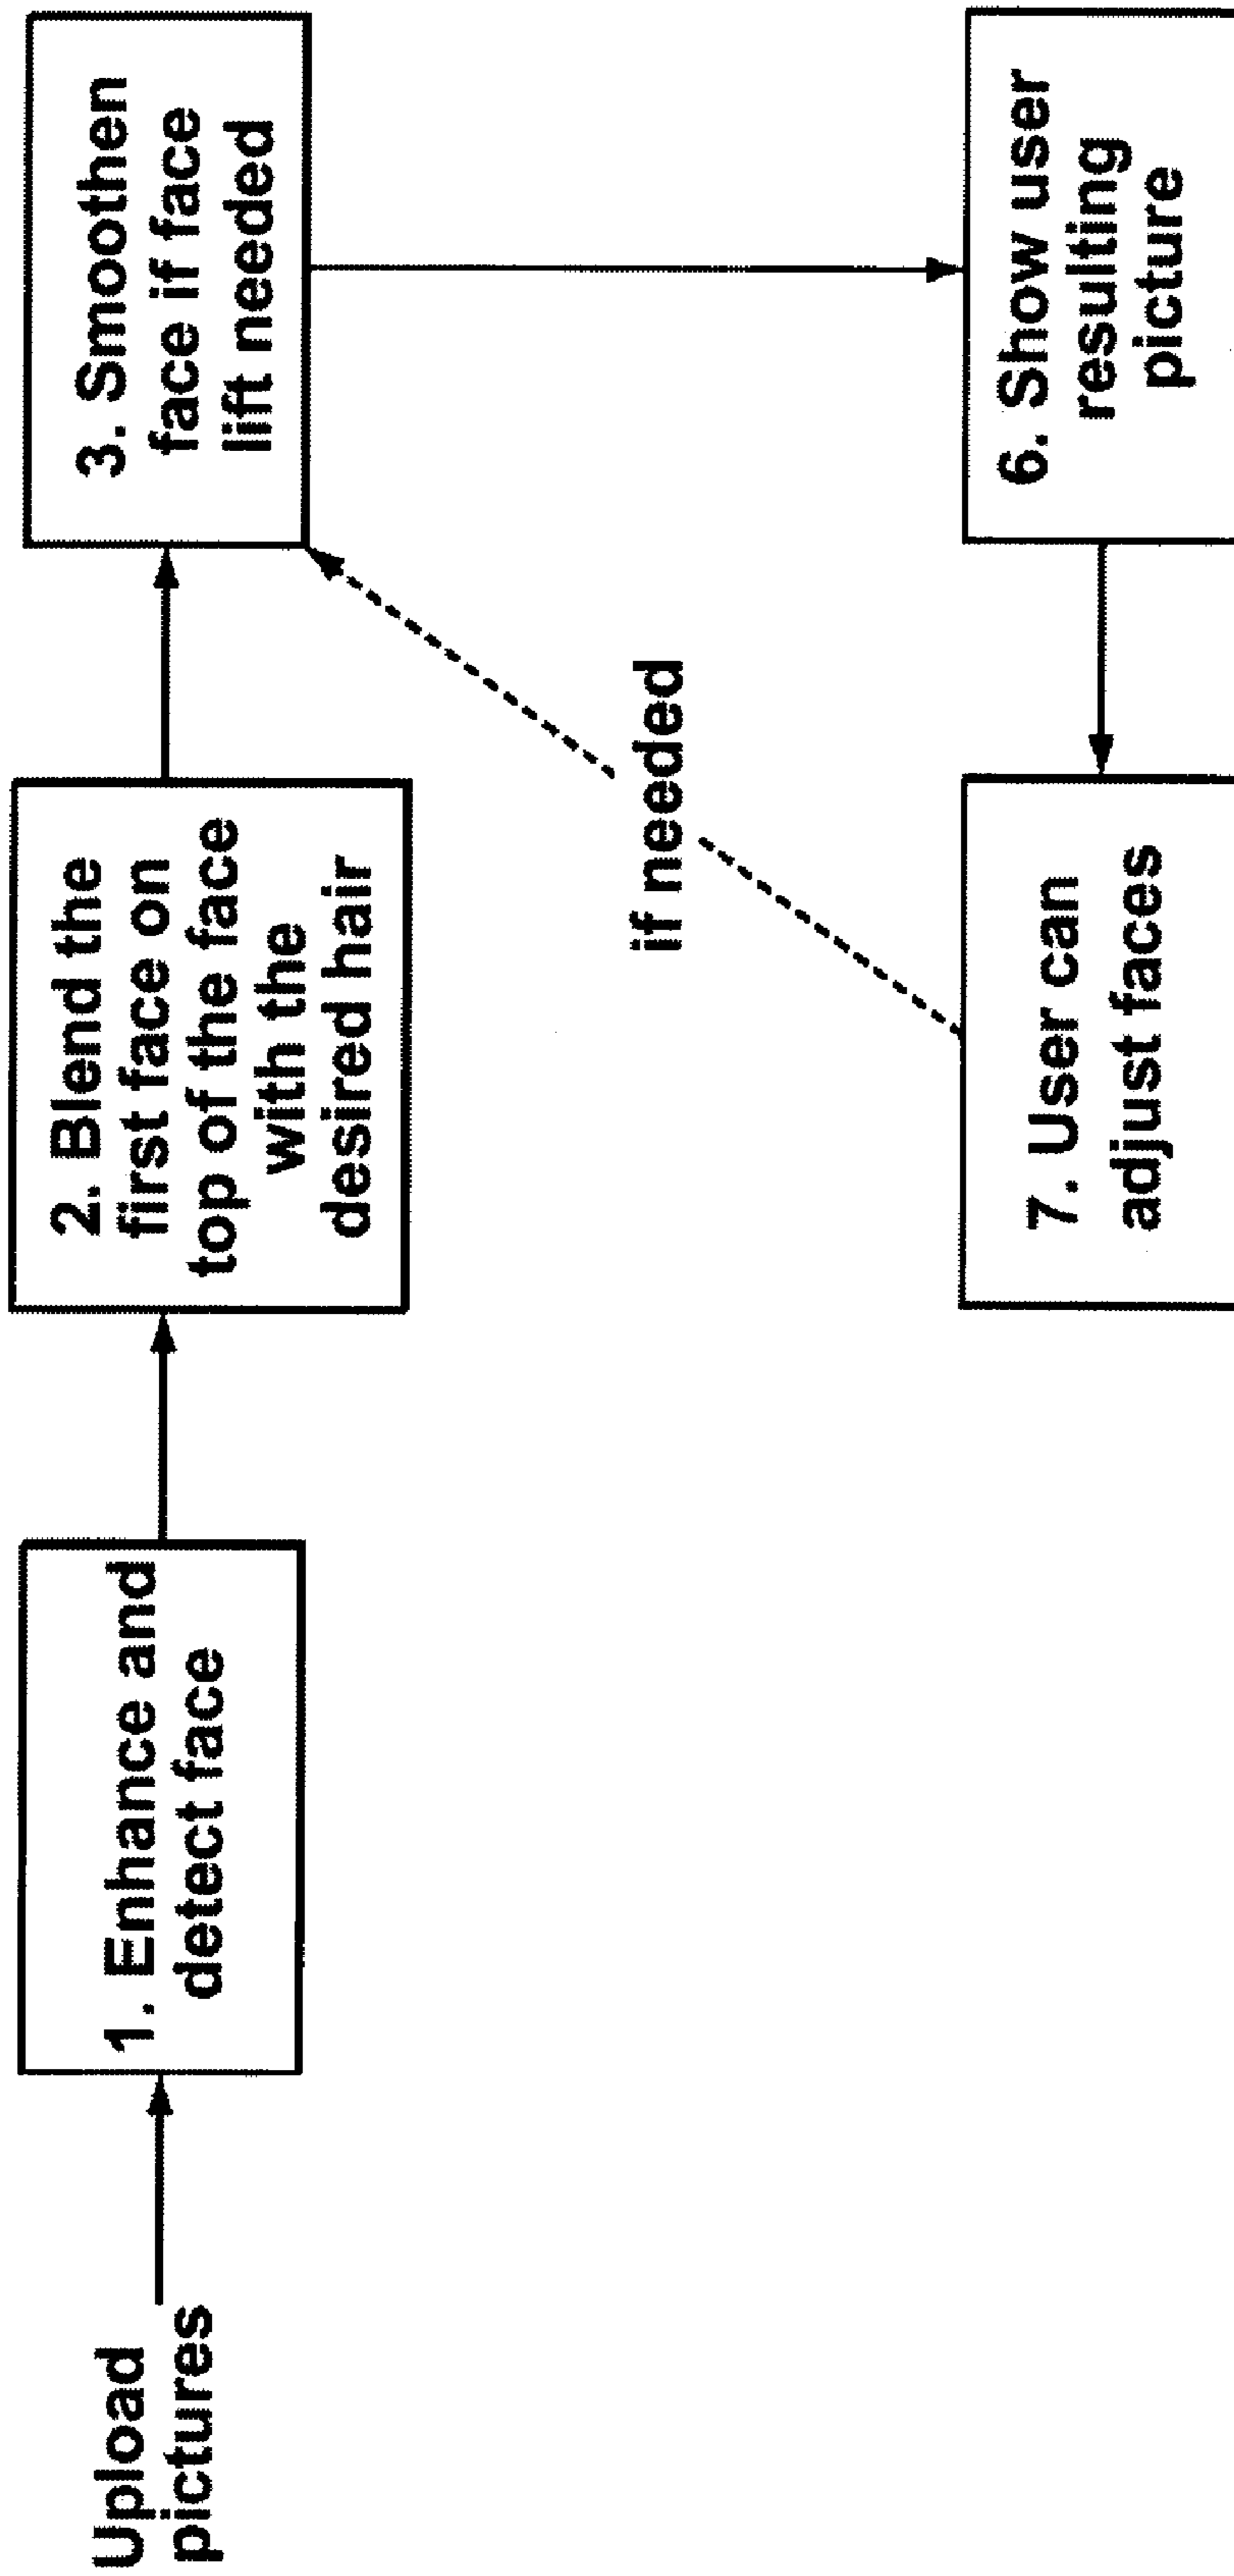 Upload
pictures
1. Enhance and
detect face
2. Blend the
first face on
top of the face
with the
desired hair
3. Smoothen
face if face
lift needed
if needed
6. Show user
resulting
picture
7. User can
adjust faces